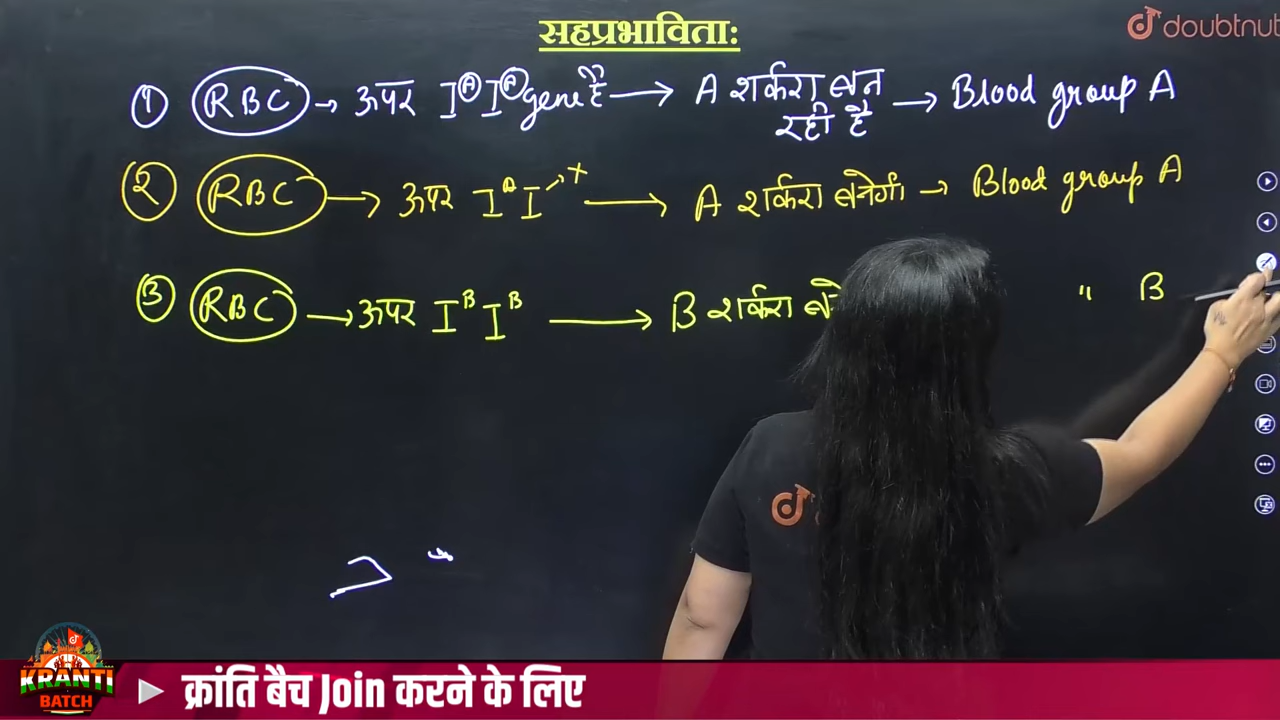 सहप्रभाविता:
doubtnut
① RBC → ऊपर I^A I^A gene है → A शर्करा बन रही है → Blood group A
② RBC → ऊपर I^A I → x → A शर्करा बनेगी → Blood group A
③ RBC → ऊपर I^B I^B → B शर्करा " B
KRANTI
BATCH
क्रांति बैच Join करने के लिए